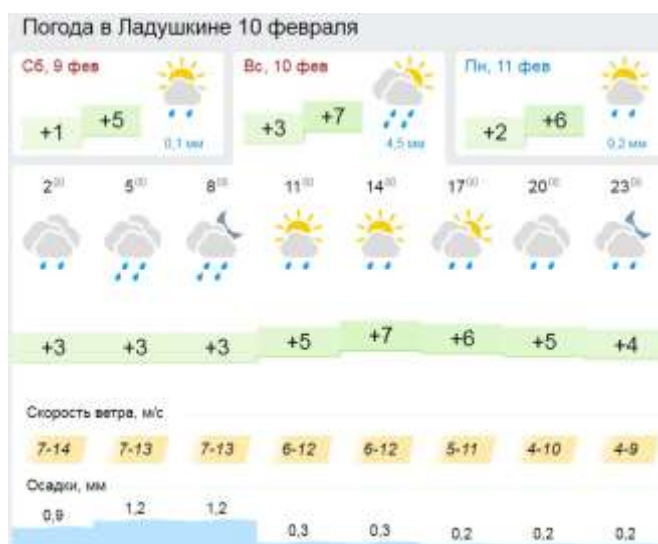 Погода в Ладушкине 10 февраля
Сб, 9 фев Вс, 10 фев Пн, 11 фев
+1 +5 +3 +7 +2 +6
0,1 мм 4,5 мм 0,2 мм
2⁰⁰ 5⁰⁰ 8⁰⁰ 11⁰⁰ 14⁰⁰ 17⁰⁰ 20⁰⁰ 23⁰⁰
+3 +3 +3 +5 +7 +6 +5 +4
Скорость ветра, м/с
7-14 7-13 7-13 6-12 6-12 5-11 4-10 4-9
Осадки, мм
0,9 1,2 1,2 0,3 0,3 0,2 0,2 0,2